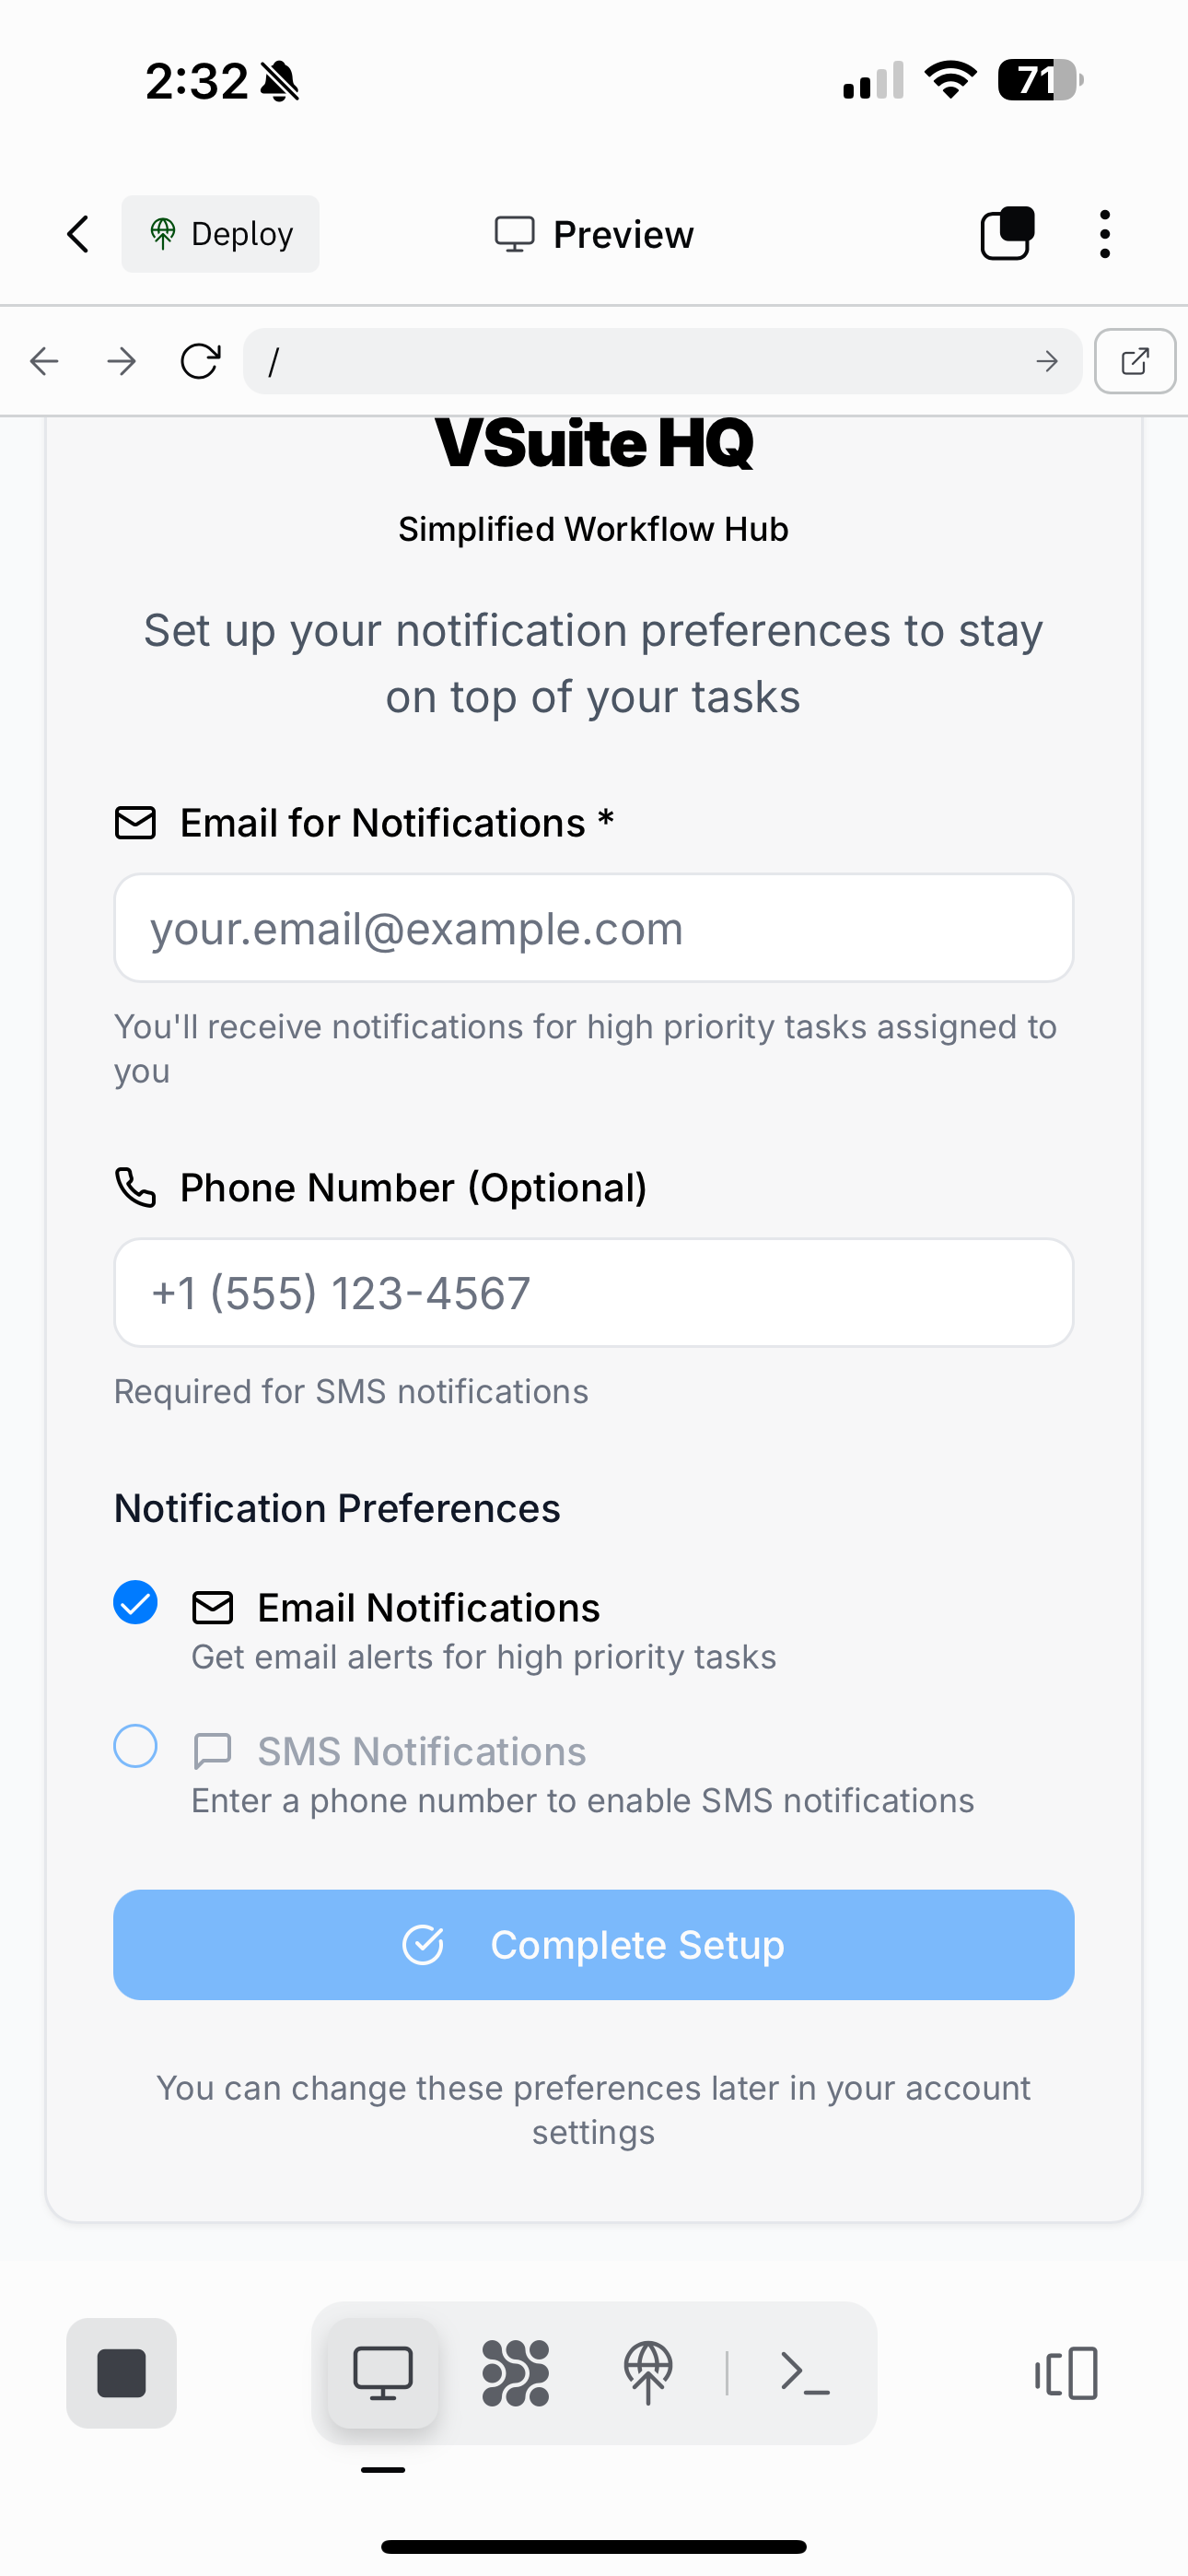 2:32
71
Deploy
Preview
/
VSuite HQ
Simplified Workflow Hub
Set up your notification preferences to stay
on top of your tasks
Email for Notifications *
your.email@example.com
You'll receive notifications for high priority tasks assigned to
you
Phone Number (Optional)
+1 (555) 123-4567
Required for SMS notifications
Notification Preferences
Email Notifications
Get email alerts for high priority tasks
SMS Notifications
Enter a phone number to enable SMS notifications
Complete Setup
You can change these preferences later in your account
settings